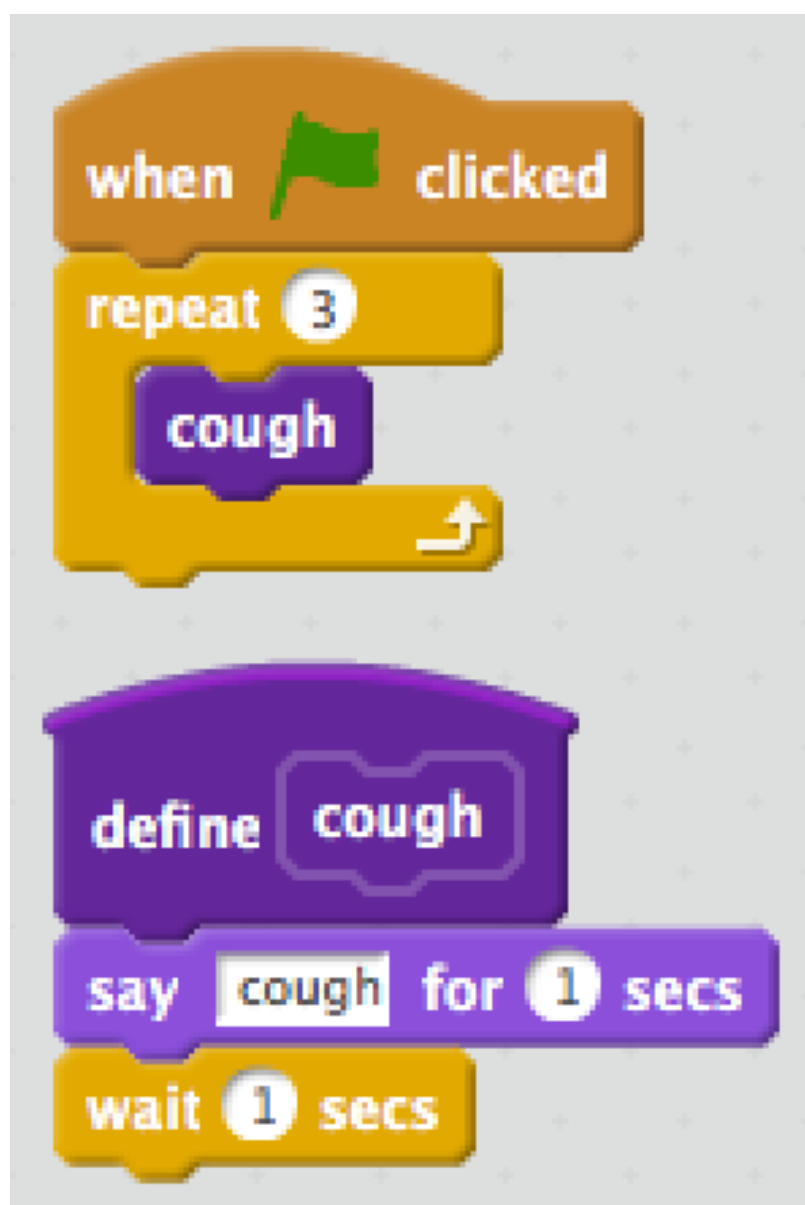 when clicked
repeat 3
cough
define cough
say cough for 1 secs
wait 1 secs